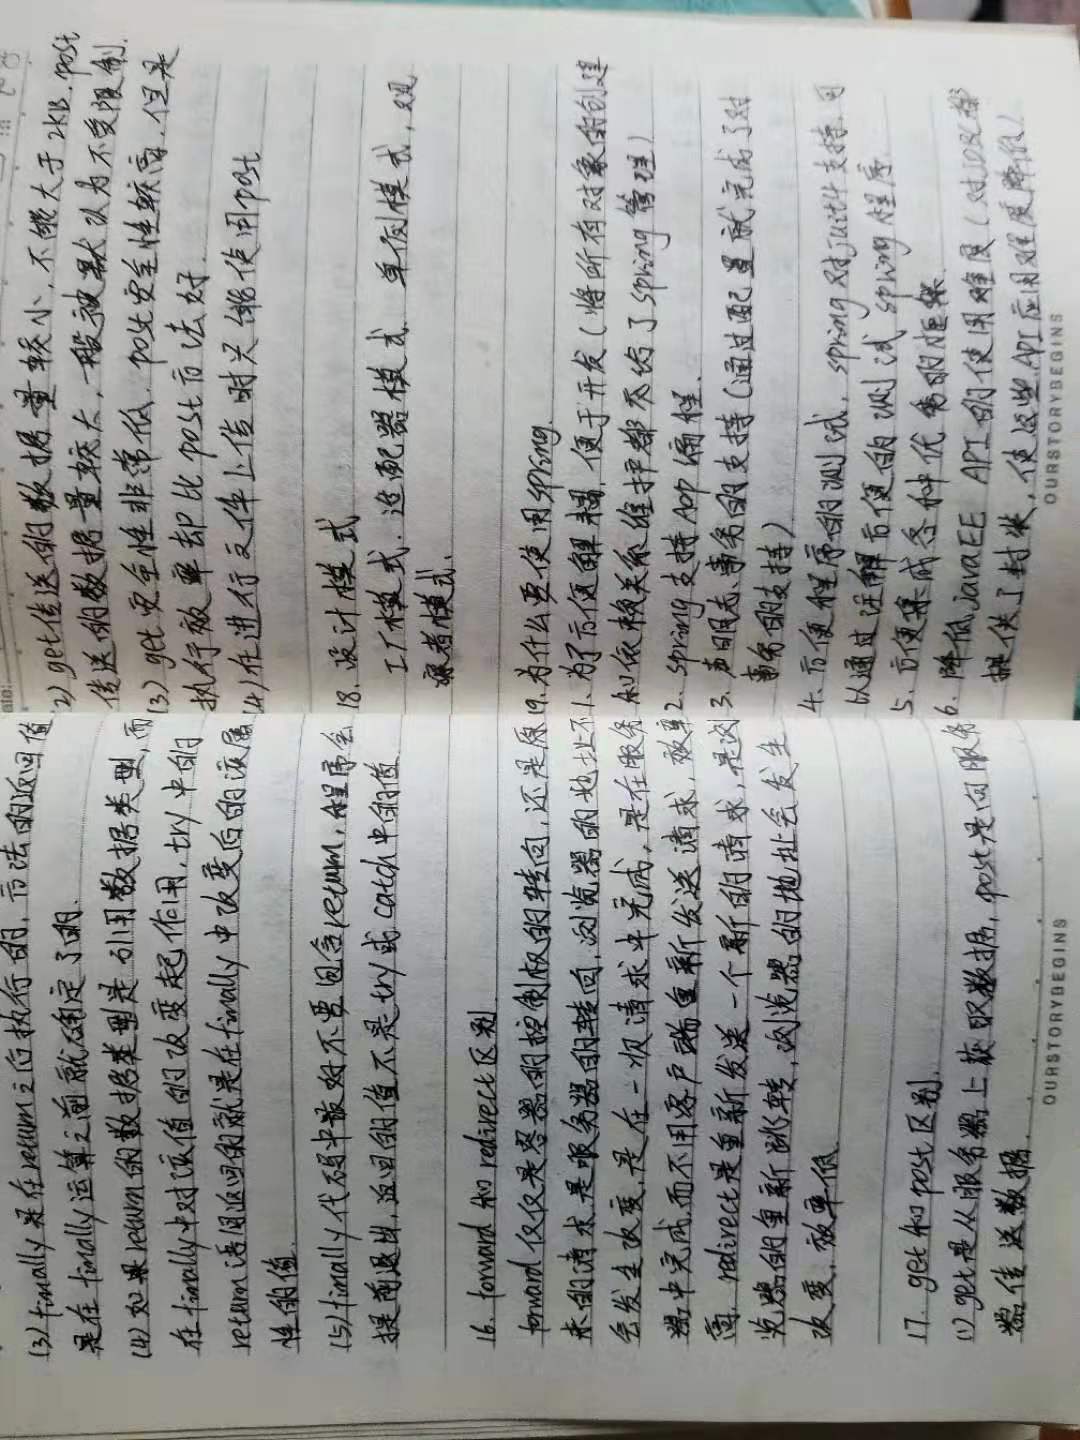 (3) finally是在return之后执行的,方法的返回值
是在finally运算之前就确定了的.
(4) 如果return的数据类型是引用数据类型,而
在finally中对该值的改变起作用,try中的
return语句返回的就是在finally中改变后的该属
性的值.
(5) finally代码中最好不要包含return,程序会
提前退出,返回的值不是try或catch中的值
16. forward和redirect区别
forward仅仅是容器的控制权的转向,还是原
来的请求,是服务器的转向,浏览器的地址不
会发生改变,是在一次请求中完成,是在服务
器中完成,而不用客户端重新发送请求,效率
高. redirect是重新发送一个新的请求,是浏
览器的重新跳转,浏览器的地址会发生
改变,效率低
17. get和post区别.
(1) get是从服务器上获取数据,post是向服务
器传送数据.
OURSTORYBEGINS
(2) get传送的数据量较小,不能大于2KB.post
传送的数据量较大,一般被默认为不受限制.
(3) get安全性非常低,post安全性较高.但是
执行效率却比post方法好.
(4) 在进行文件上传时只能使用post
18. 设计模式
工厂模式.适配器模式.单例模式,观
察者模式.
19. 为什么要使用spring
1. 为了方便解耦,便于开发(将所有对象的创建
和依赖关系维护都交给了spring管理)
2. spring支持AOP编程.
3. 声明式事务的支持(通过配置就完成了对
事务的支持)
4. 方便程序的测试,spring对junit4支持.可
以通过注解方便的测试spring程序.
5. 方便集成各种优秀的框架
6. 降低javaEE API的使用难度(对JDBC都
提供了封装,使这些API应用难度降低)
OURSTORYBEGINS